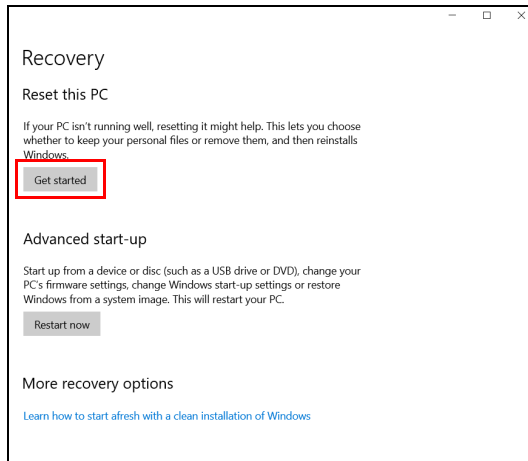 Recovery
Reset this PC
If your PC isn't running well, resetting it might help. This lets you choose
whether to keep your personal files or remove them, and then reinstalls
Windows.
Get started
Advanced start-up
Start up from a device or disc (such as a USB drive or DVD), change your
PC's firmware settings, change Windows start-up settings or restore
Windows from a system image. This will restart your PC.
Restart now
More recovery options
Learn how to start afresh with a clean installation of Windows